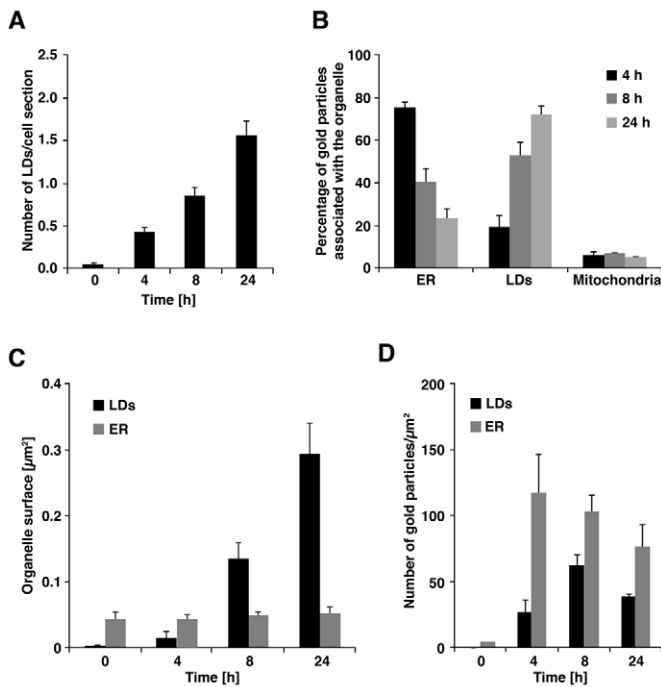 A
Number of LDs/cell section
2.5
2.0
1.5
1.0
0.5
0.0
0 4 8 24
Time [h]
B
Percentage of gold particles
associated with the organelle
100
80
60
40
20
0
4 h
8 h
24 h
ER LDs Mitochondria
C
Organelle surface [µm²]
0.4
0.3
0.2
0.1
0
LDs
ER
0 4 8 24
Time [h]
D
Number of gold particles/µm²
200
150
100
50
0
LDs
ER
0 4 8 24
Time [h]